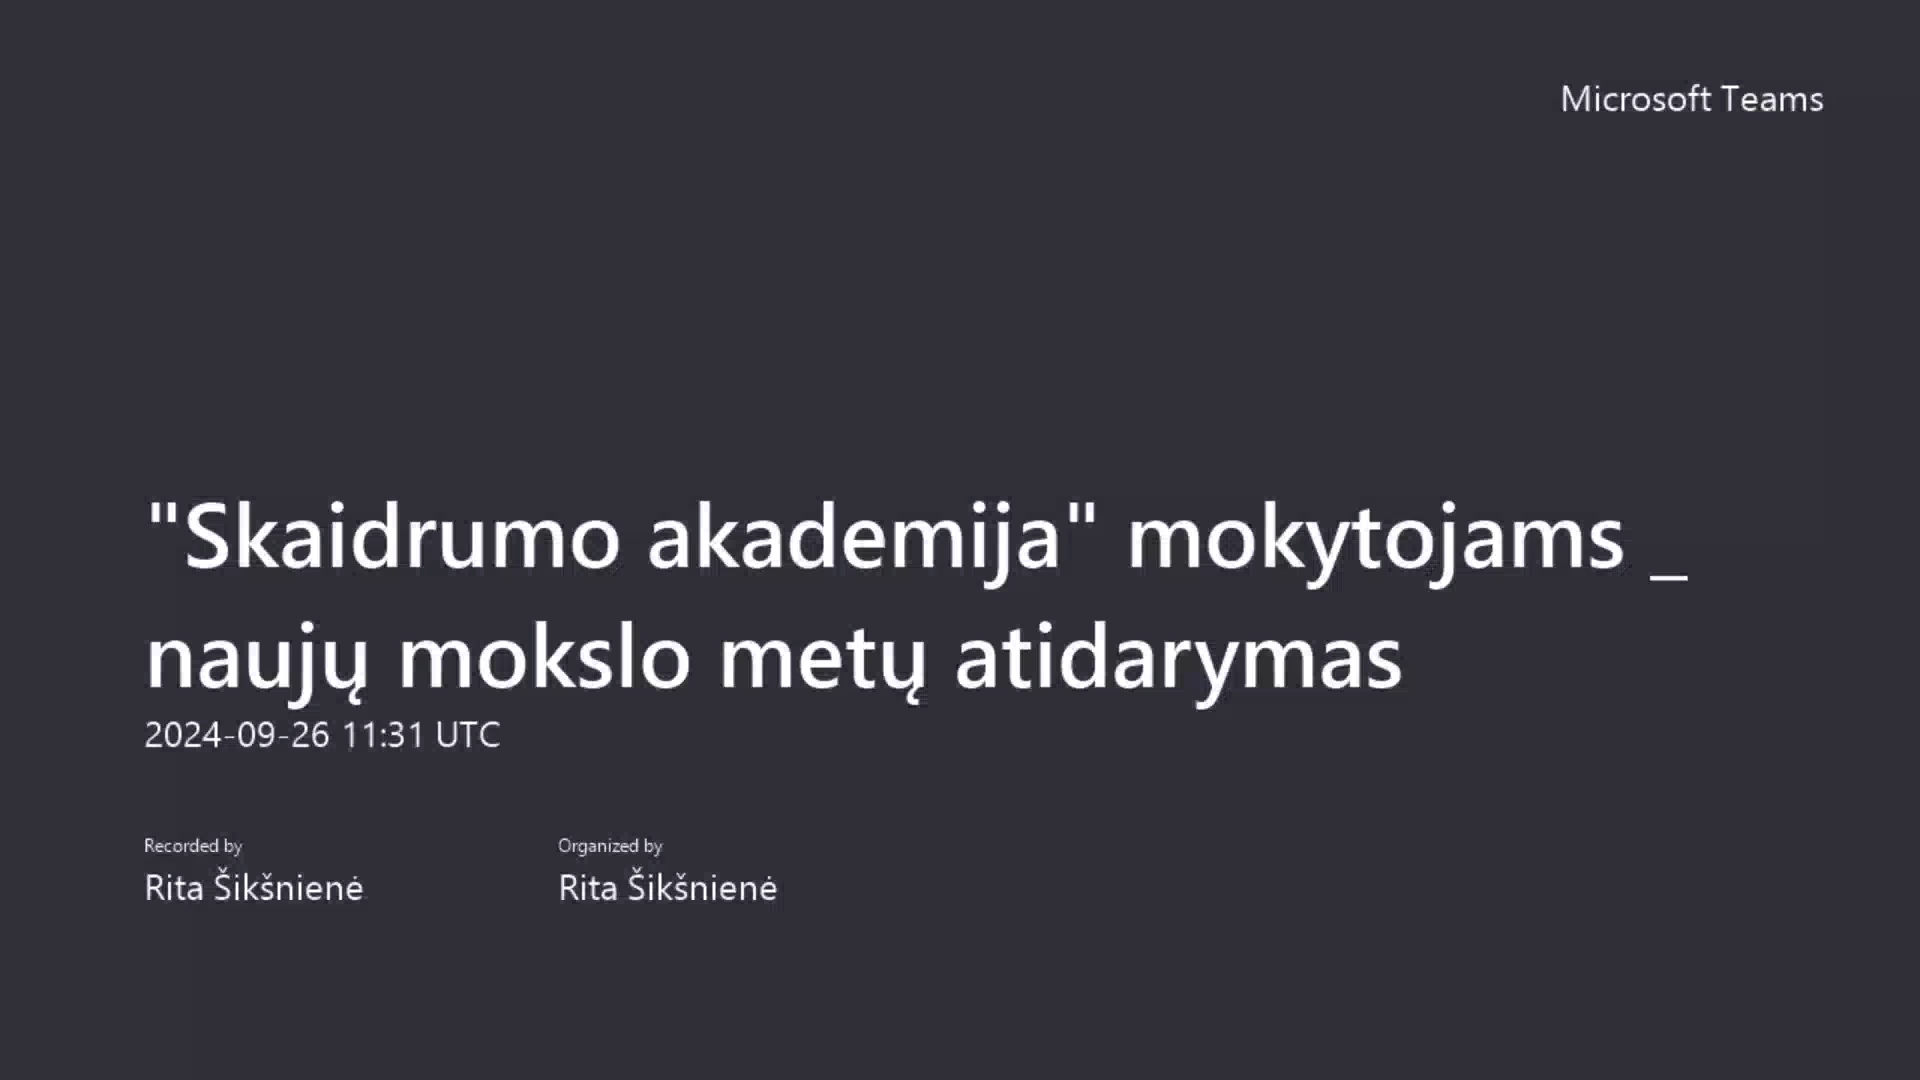 Microsoft Teams
"Skaidrumo akademija" mokytojams _
naujų mokslo metų atidarymas
2024-09-26 11:31 UTC
Recorded by
Rita Šikšnienė
Organized by
Rita Šikšnienė